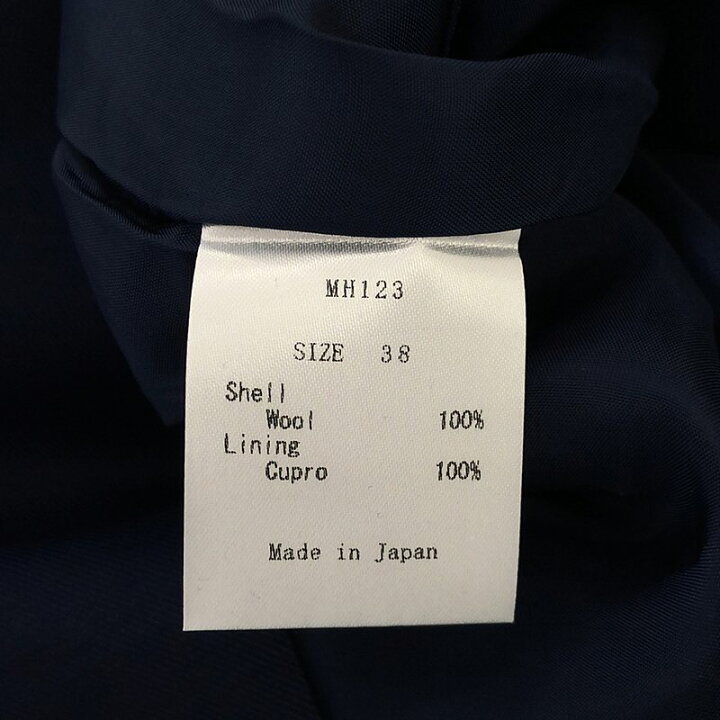 MH123
SIZE 38
Shell
Wool 100%
Lining
Cupro 100%
Made in Japan